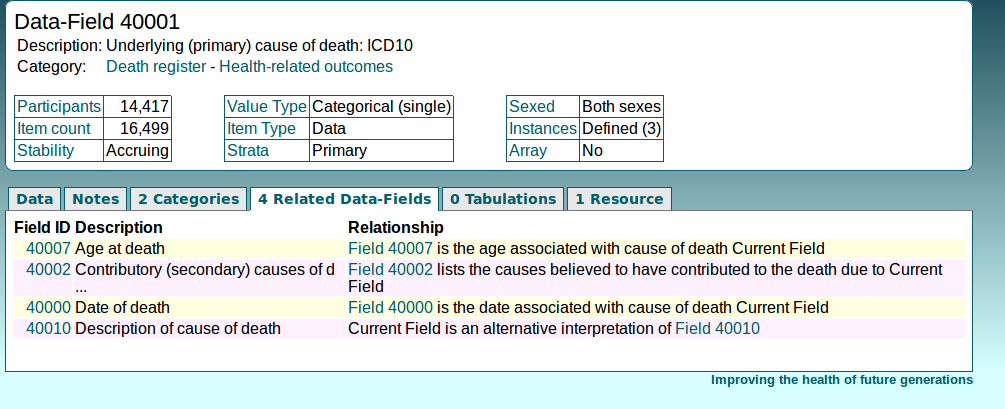 Data-Field 40001
Description: Underlying (primary) cause of death: ICD10
Category: Death register - Health-related outcomes
Participants 14,417 Value Type Categorical (single) Sexed Both sexes
Item count 16,499 Item Type Data Instances Defined (3)
Stability Accruing Strata Primary Array No
Data Notes 2 Categories 4 Related Data-Fields 0 Tabulations 1 Resource
Field ID Description Relationship
40007 Age at death Field 40007 is the age associated with cause of death Current Field
40002 Contributory (secondary) causes of d Field 40002 lists the causes believed to have contributed to the death due to Current
... Field
40000 Date of death Field 40000 is the date associated with cause of death Current Field
40010 Description of cause of death Current Field is an alternative interpretation of Field 40010
Improving the health of future generations